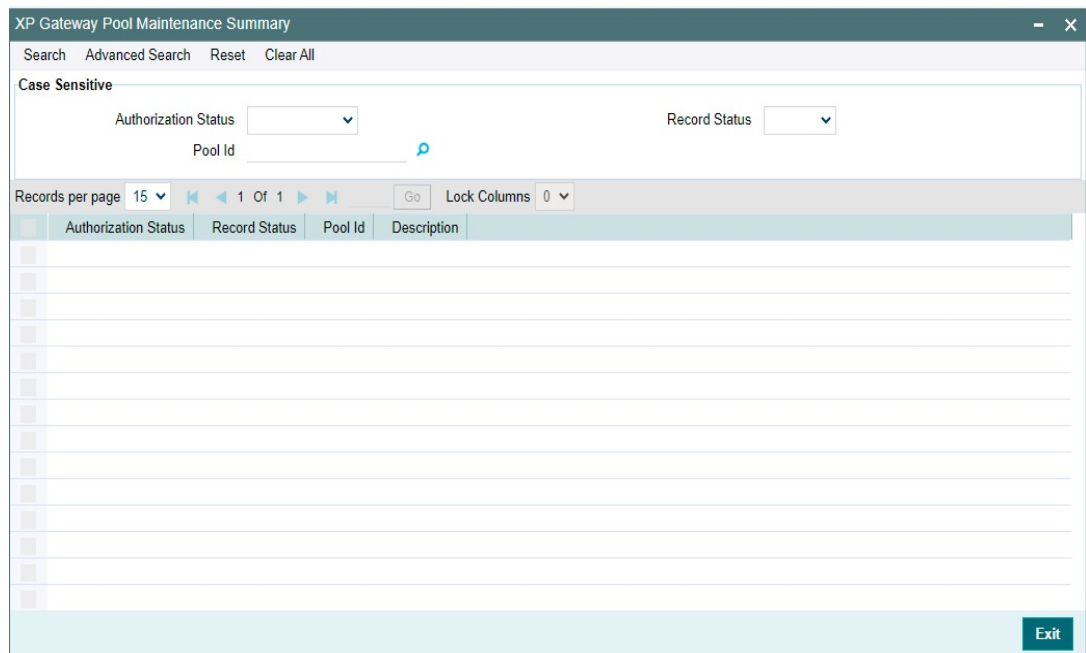 XP Gateway Pool Maintenance Summary
Search Advanced Search Reset Clear All
Case Sensitive
Authorization Status Record Status
Pool Id
Records per page 15 1 Of 1 Go Lock Columns 0
Authorization Status Record Status Pool Id Description
Exit